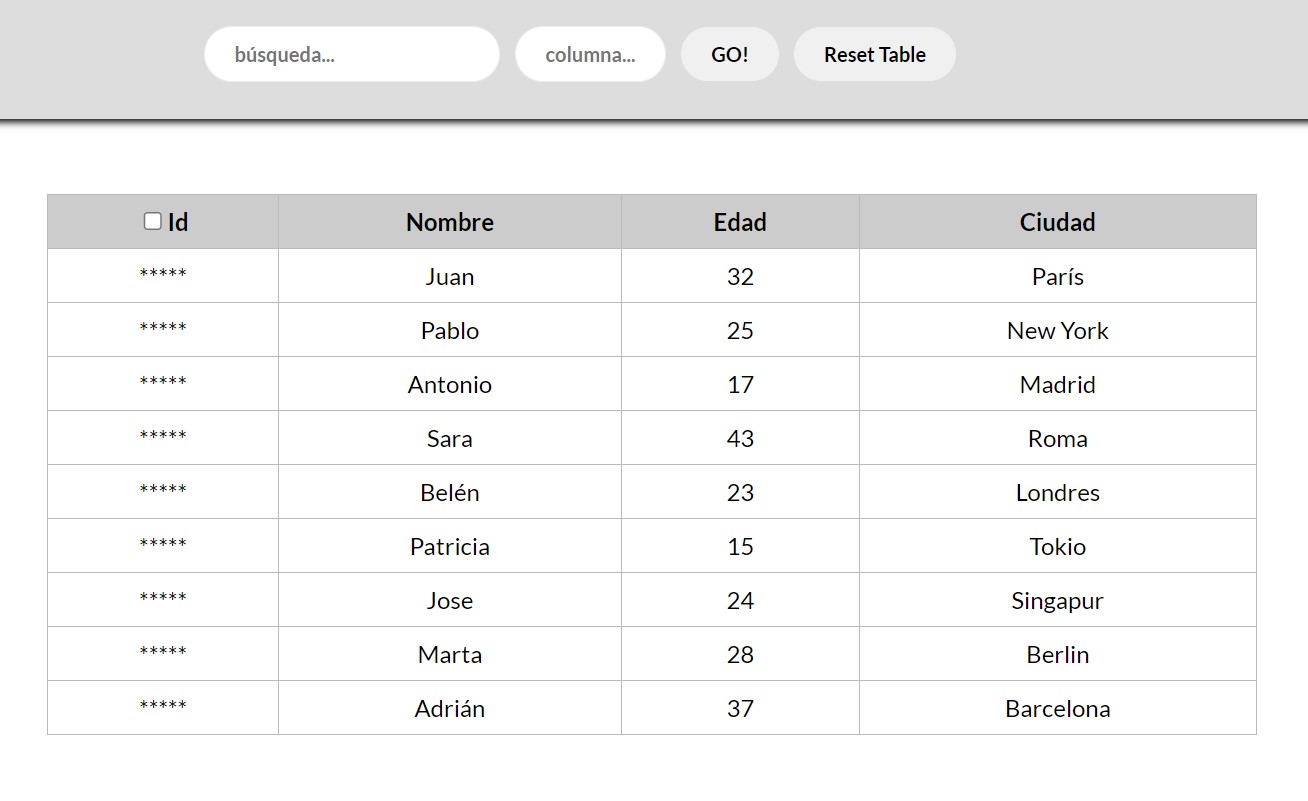 búsqueda... columna... GO! Reset Table
Id Nombre Edad Ciudad
***** Juan 32 París
***** Pablo 25 New York
***** Antonio 17 Madrid
***** Sara 43 Roma
***** Belén 23 Londres
***** Patricia 15 Tokio
***** Jose 24 Singapur
***** Marta 28 Berlin
***** Adrián 37 Barcelona